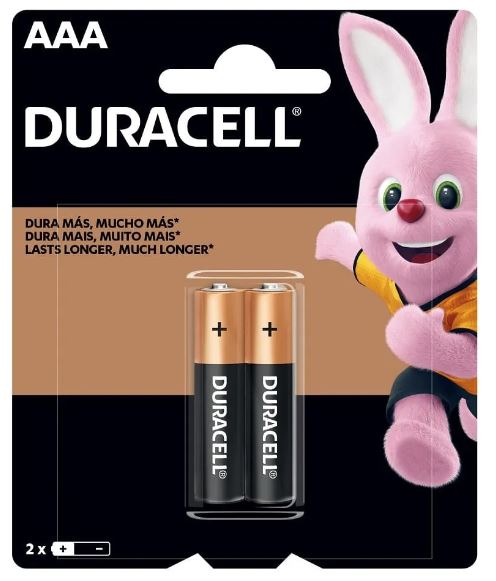 AAA
DURACELL®
DURA MÁS, MUCHO MÁS*
DURA MAIS, MUITO MAIS*
LASTS LONGER, MUCH LONGER*
+ +
DURACELL® DURACELL®
2 x + –